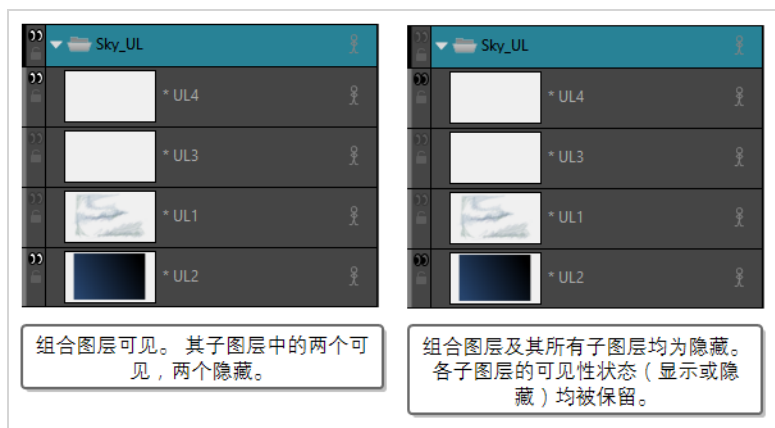 Sky_UL
* UL4
* UL3
* UL1
* UL2
组合图层可见。 其子图层中的两个可
见，两个隐藏。
Sky_UL
* UL4
* UL3
* UL1
* UL2
组合图层及其所有子图层均为隐藏。
各子图层的可见性状态（显示或隐
藏）均被保留。